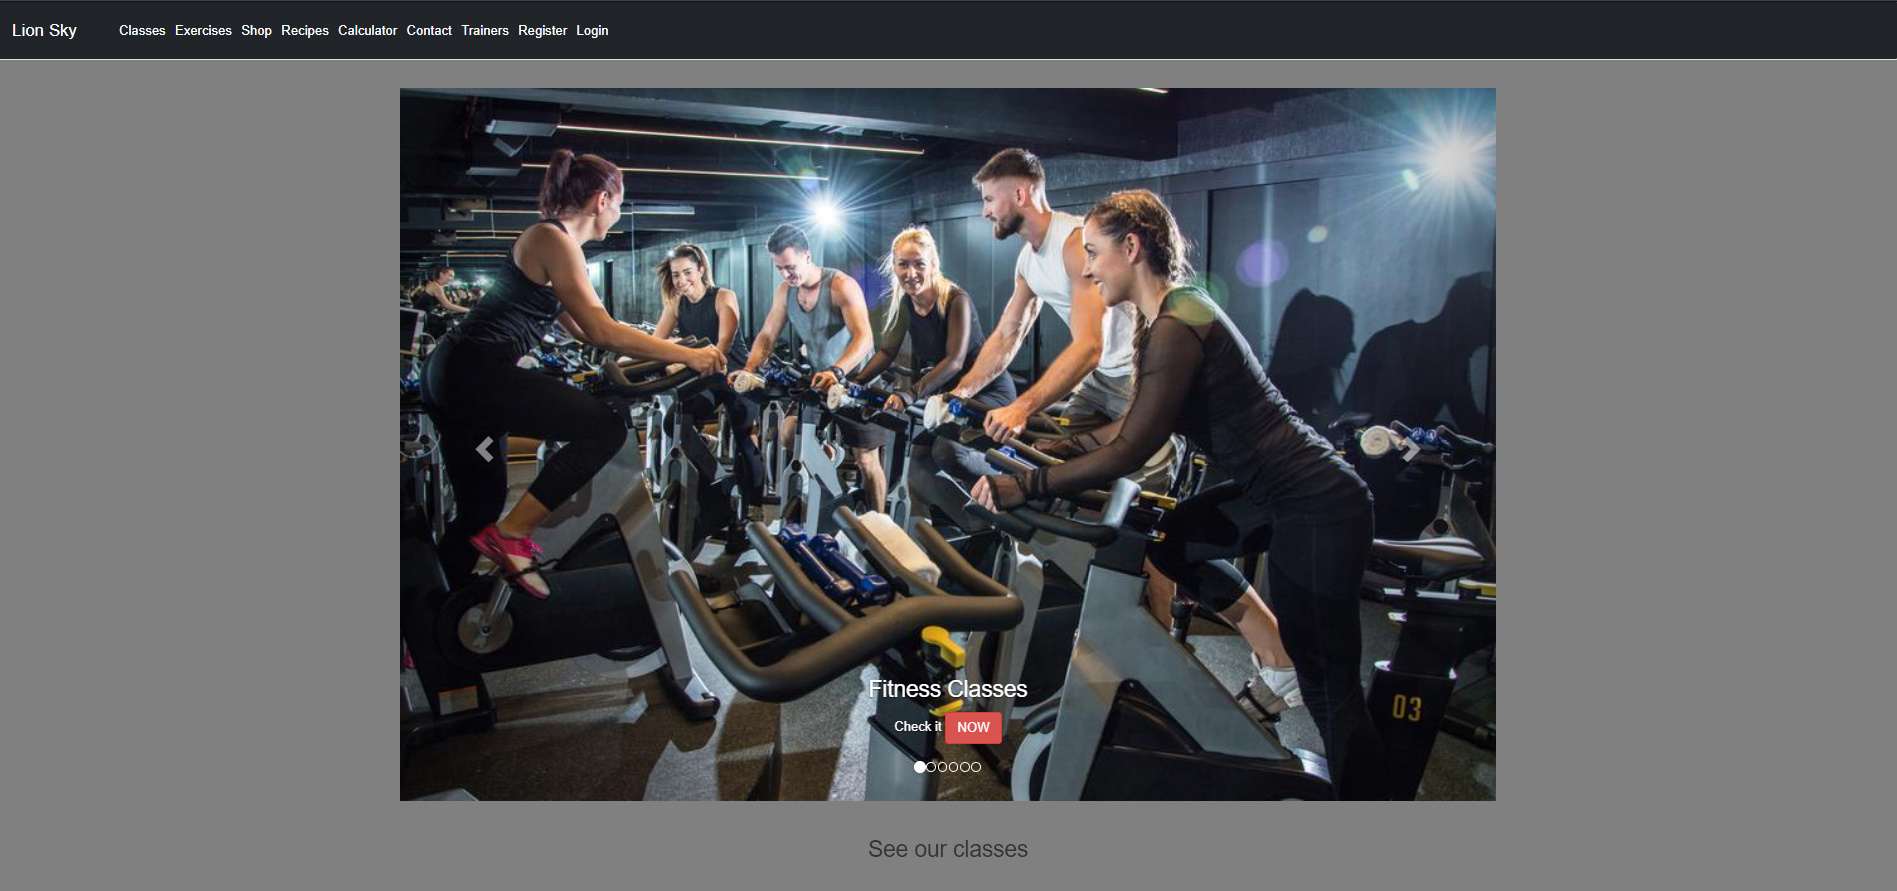 Lion Sky Classes Exercises Shop Recipes Calculator Contact Trainers Register Login
Fitness Classes
Check it NOW
03
See our classes